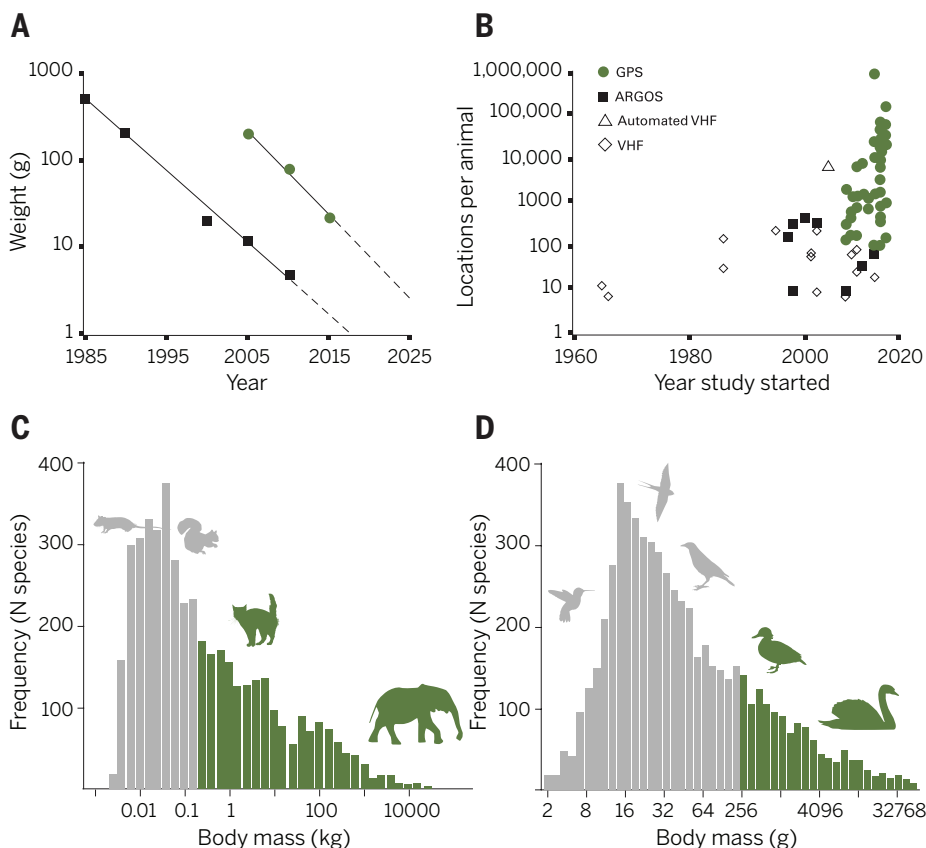 A
Weight (g)
1000
100
10
1
1985 1995 2005 2015 2025
Year
B
Locations per animal
1,000,000
100,000
10,000
1000
100
10
1
GPS
ARGOS
Automated VHF
VHF
1960 1980 2000 2020
Year study started
C
Frequency (N species)
400
300
200
100
0.01 0.1 1 100 10000
Body mass (kg)
D
Frequency (N species)
400
300
200
100
2 8 16 32 64 256 4096 32768
Body mass (g)